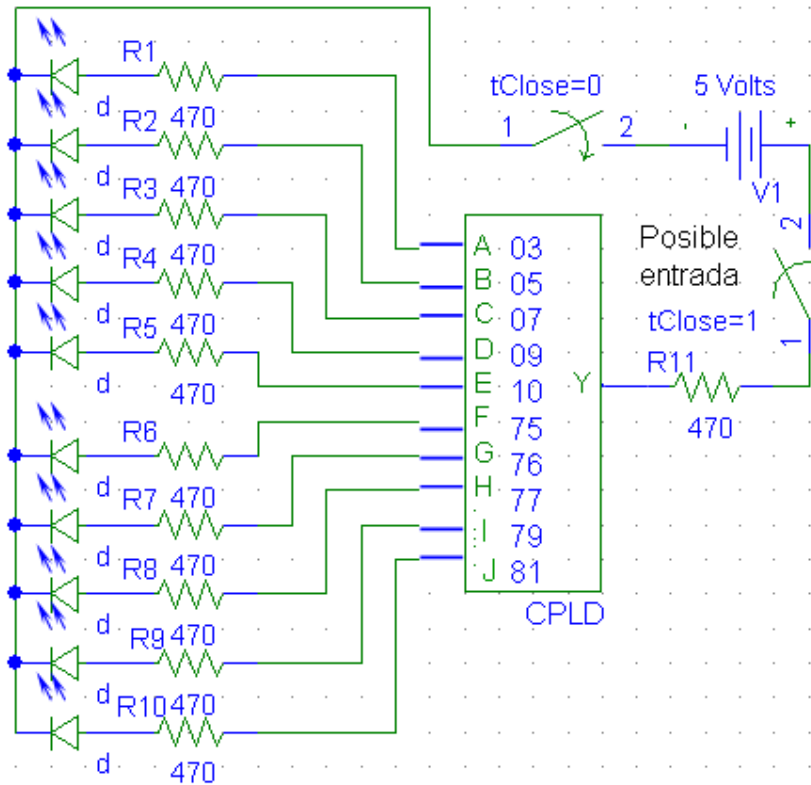 R1
tClose=0
5 Volts
d R2 470
1 2
- +
V1
d R3 470
2
A 03
Posible
entrada
d R4 470
B 05
C 07
tClose=1
d R5 470
D 09
1
R11
d 470
E 10
Y
F 75
470
R6
G 76
d R7 470
H 77
I 79
d R8 470
J 81
CPLD
d R9 470
d R10 470
d 470